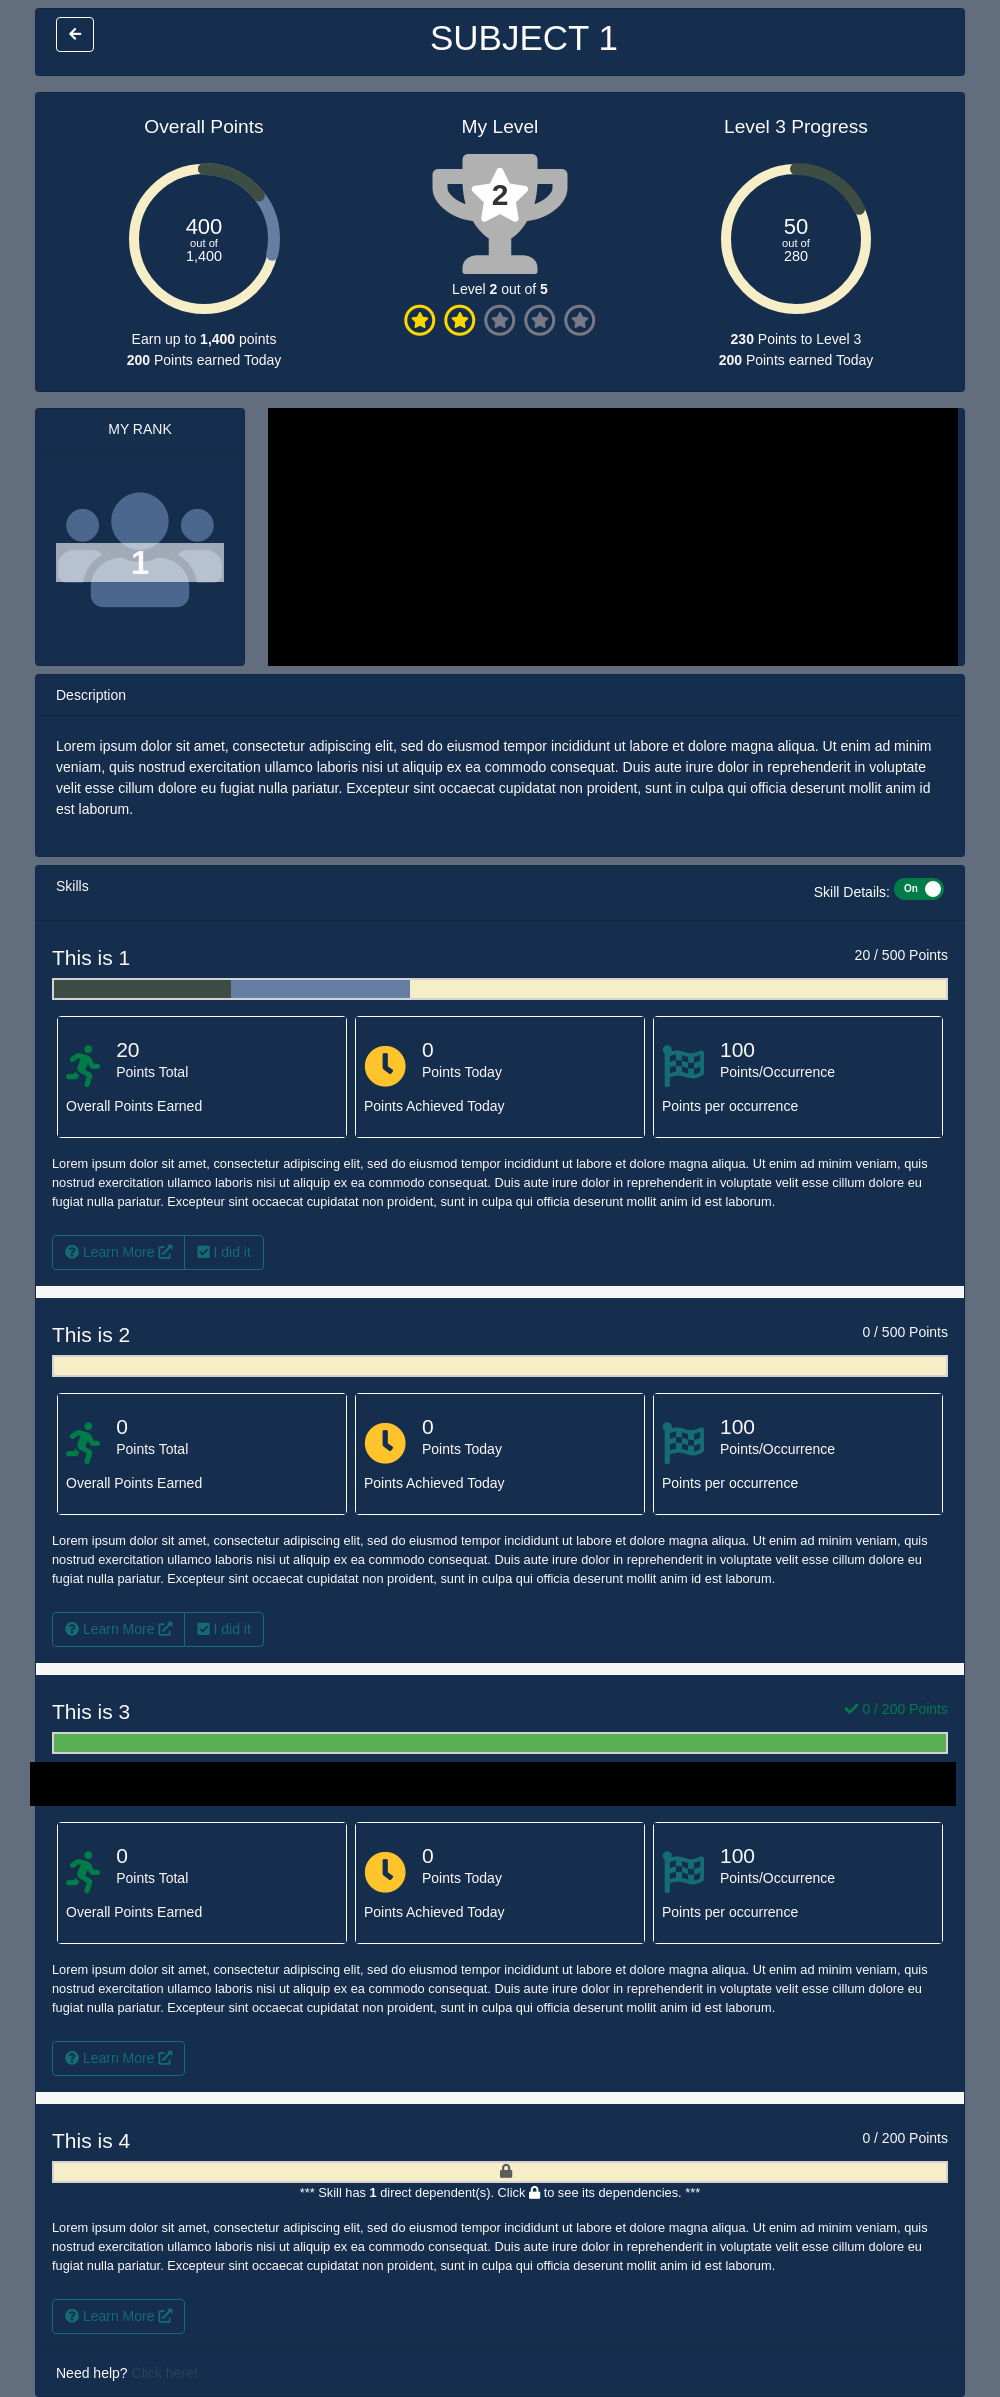 SUBJECT 1
Overall Points
400
out of
1,400
Earn up to 1,400 points
200 Points earned Today
My Level
2
Level 2 out of 5
Level 3 Progress
50
out of
280
230 Points to Level 3
200 Points earned Today
MY RANK
1
Description
Lorem ipsum dolor sit amet, consectetur adipiscing elit, sed do eiusmod tempor incididunt ut labore et dolore magna aliqua. Ut enim ad minim
veniam, quis nostrud exercitation ullamco laboris nisi ut aliquip ex ea commodo consequat. Duis aute irure dolor in reprehenderit in voluptate
velit esse cillum dolore eu fugiat nulla pariatur. Excepteur sint occaecat cupidatat non proident, sunt in culpa qui officia deserunt mollit anim id
est laborum.
Skills
Skill Details: On
This is 1
20 / 500 Points
20
Points Total
Overall Points Earned
0
Points Today
Points Achieved Today
100
Points/Occurrence
Points per occurrence
Lorem ipsum dolor sit amet, consectetur adipiscing elit, sed do eiusmod tempor incididunt ut labore et dolore magna aliqua. Ut enim ad minim veniam, quis
nostrud exercitation ullamco laboris nisi ut aliquip ex ea commodo consequat. Duis aute irure dolor in reprehenderit in voluptate velit esse cillum dolore eu
fugiat nulla pariatur. Excepteur sint occaecat cupidatat non proident, sunt in culpa qui officia deserunt mollit anim id est laborum.
Learn More
I did it
This is 2
0 / 500 Points
0
Points Total
Overall Points Earned
0
Points Today
Points Achieved Today
100
Points/Occurrence
Points per occurrence
Lorem ipsum dolor sit amet, consectetur adipiscing elit, sed do eiusmod tempor incididunt ut labore et dolore magna aliqua. Ut enim ad minim veniam, quis
nostrud exercitation ullamco laboris nisi ut aliquip ex ea commodo consequat. Duis aute irure dolor in reprehenderit in voluptate velit esse cillum dolore eu
fugiat nulla pariatur. Excepteur sint occaecat cupidatat non proident, sunt in culpa qui officia deserunt mollit anim id est laborum.
Learn More
I did it
This is 3
0 / 200 Points
0
Points Total
Overall Points Earned
0
Points Today
Points Achieved Today
100
Points/Occurrence
Points per occurrence
Lorem ipsum dolor sit amet, consectetur adipiscing elit, sed do eiusmod tempor incididunt ut labore et dolore magna aliqua. Ut enim ad minim veniam, quis
nostrud exercitation ullamco laboris nisi ut aliquip ex ea commodo consequat. Duis aute irure dolor in reprehenderit in voluptate velit esse cillum dolore eu
fugiat nulla pariatur. Excepteur sint occaecat cupidatat non proident, sunt in culpa qui officia deserunt mollit anim id est laborum.
Learn More
This is 4
0 / 200 Points
*** Skill has 1 direct dependent(s). Click to see its dependencies. ***
Lorem ipsum dolor sit amet, consectetur adipiscing elit, sed do eiusmod tempor incididunt ut labore et dolore magna aliqua. Ut enim ad minim veniam, quis
nostrud exercitation ullamco laboris nisi ut aliquip ex ea commodo consequat. Duis aute irure dolor in reprehenderit in voluptate velit esse cillum dolore eu
fugiat nulla pariatur. Excepteur sint occaecat cupidatat non proident, sunt in culpa qui officia deserunt mollit anim id est laborum.
Learn More
Need help? Click here!